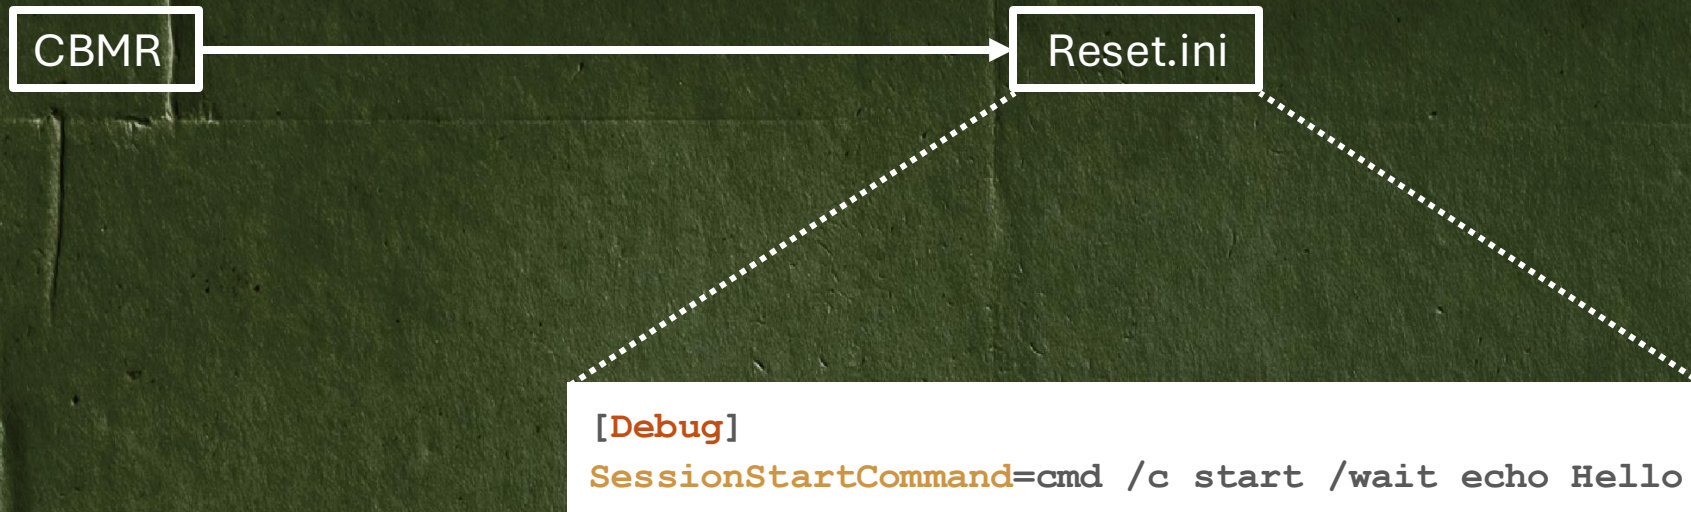 CBMR
Reset.ini
[Debug]
SessionStartCommand=cmd /c start /wait echo Hello